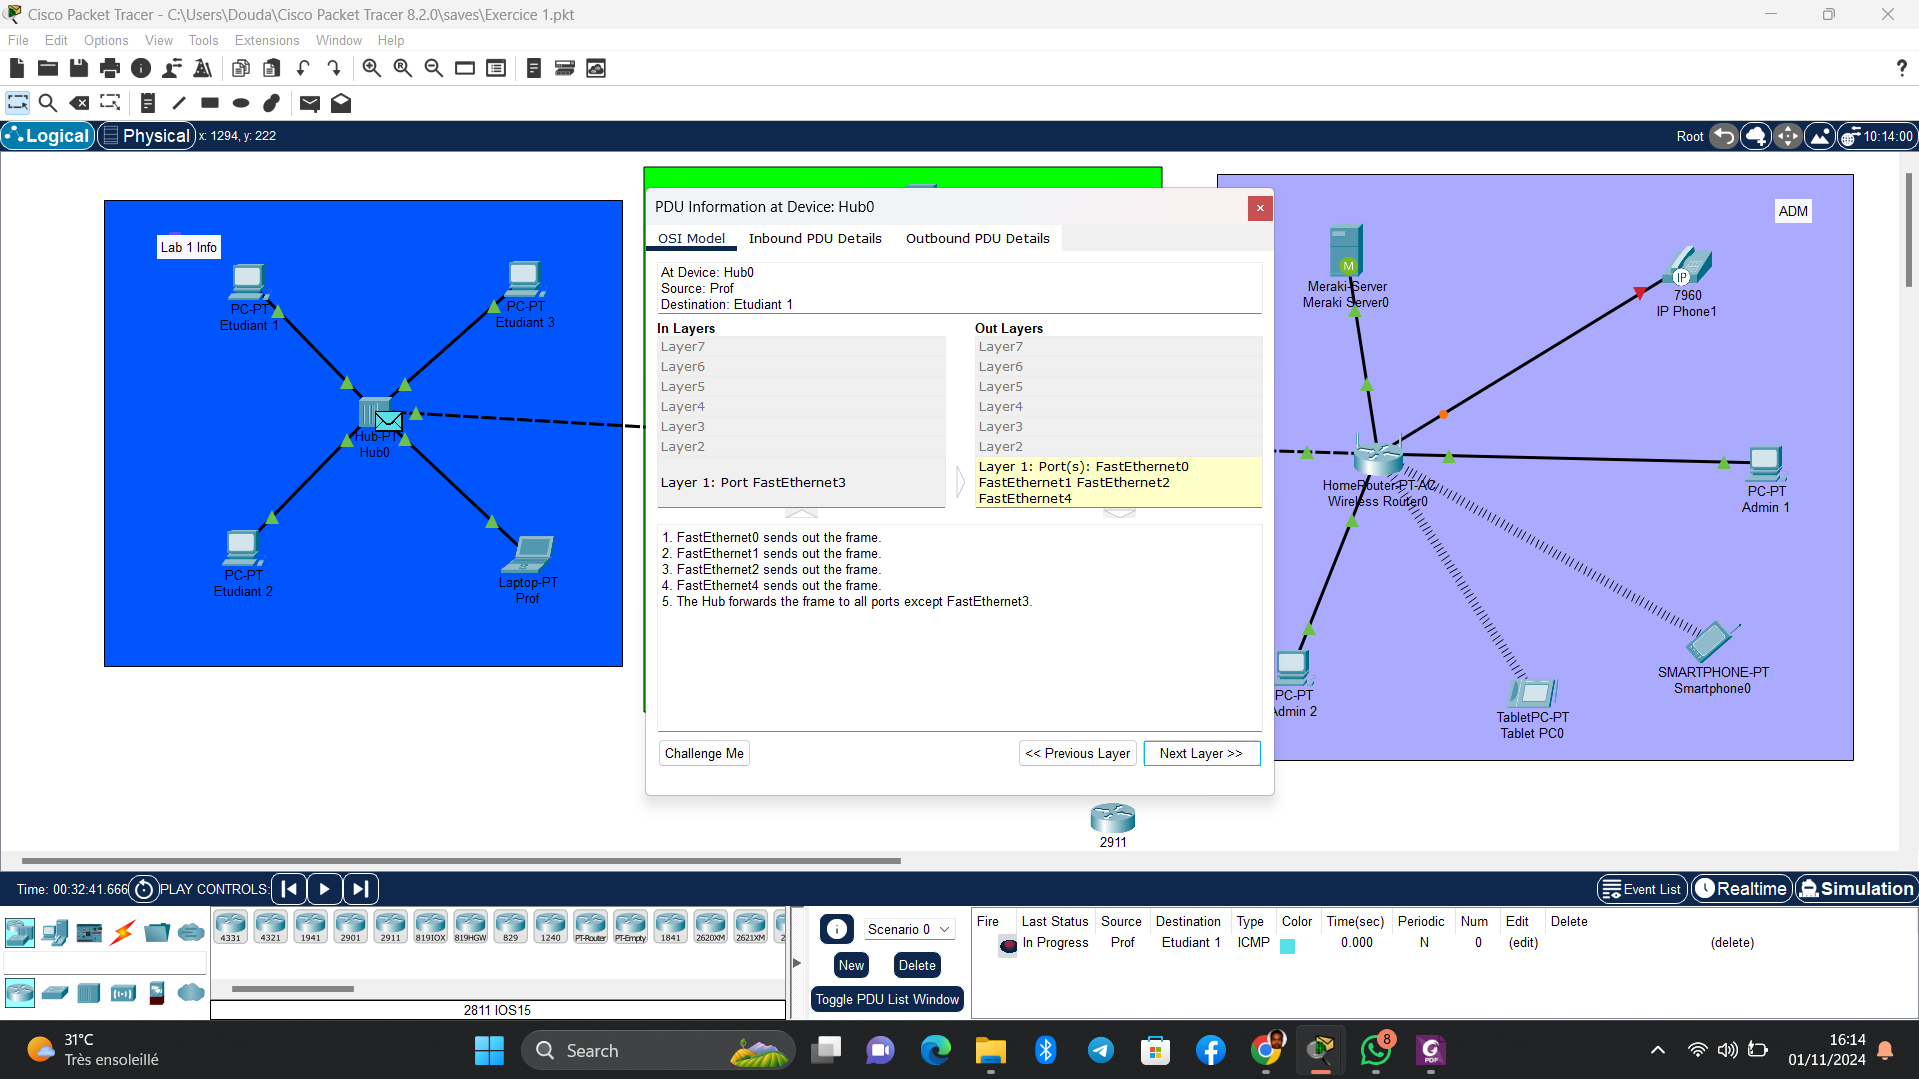 Cisco Packet Tracer - C:\Users\Douda\Cisco Packet Tracer 8.2.0\saves\Exercice 1.pkt
File Edit Options View Tools Extensions Window Help
?
Logical Physical x: 1294, y: 222
Root 10:14:00
Lab 1 Info
PC-PT
Etudiant 1
PC-PT
Etudiant 3
Hub-PT
Hub0
PC-PT
Etudiant 2
Laptop-PT
Prof
PDU Information at Device: Hub0
OSI Model Inbound PDU Details Outbound PDU Details
At Device: Hub0
Source: Prof
Destination: Etudiant 1
In Layers Out Layers
Layer7 Layer7
Layer6 Layer6
Layer5 Layer5
Layer4 Layer4
Layer3 Layer3
Layer2 Layer2
Layer 1: Port FastEthernet3
Layer 1: Port(s): FastEthernet0
FastEthernet1 FastEthernet2
FastEthernet4
1. FastEthernet0 sends out the frame.
2. FastEthernet1 sends out the frame.
3. FastEthernet2 sends out the frame.
4. FastEthernet4 sends out the frame.
5. The Hub forwards the frame to all ports except FastEthernet3.
Challenge Me << Previous Layer Next Layer >>
ADM
M
Meraki-Server
Meraki Server0
IP
7960
IP Phone1
HomeRouter-PT-AC
Wireless Router0
PC-PT
Admin 1
SMARTPHONE-PT
Smartphone0
TabletPC-PT
Tablet PC0
PC-PT
Admin 2
2911
Time: 00:32:41.666 PLAY CONTROLS:
Event List Realtime Simulation
4331 4321 1941 2901 2911 819IOX 819HGW 829 1240 PT-Router PT-Empty 1841 2620XM 2621XM 2
2811 IOS15
Scenario 0
New Delete
Toggle PDU List Window
Fire Last Status Source Destination Type Color Time(sec) Periodic Num Edit Delete
In Progress Prof Etudiant 1 ICMP 0.000 N 0 (edit) (delete)
31°C
Très ensoleillé
Search
8
PDF
16:14
01/11/2024